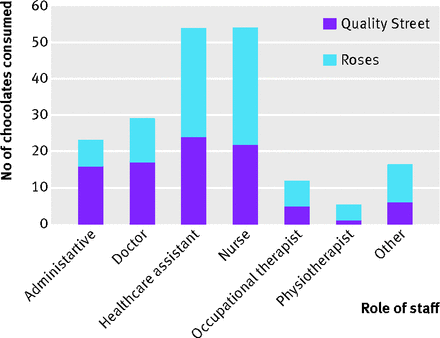 No of chocolates consumed
60
50
40
30
20
10
0
Quality Street
Roses
Administartive
Doctor
Healthcare assistant
Nurse
Occupational therapist
Physiotherapist
Other
Role of staff